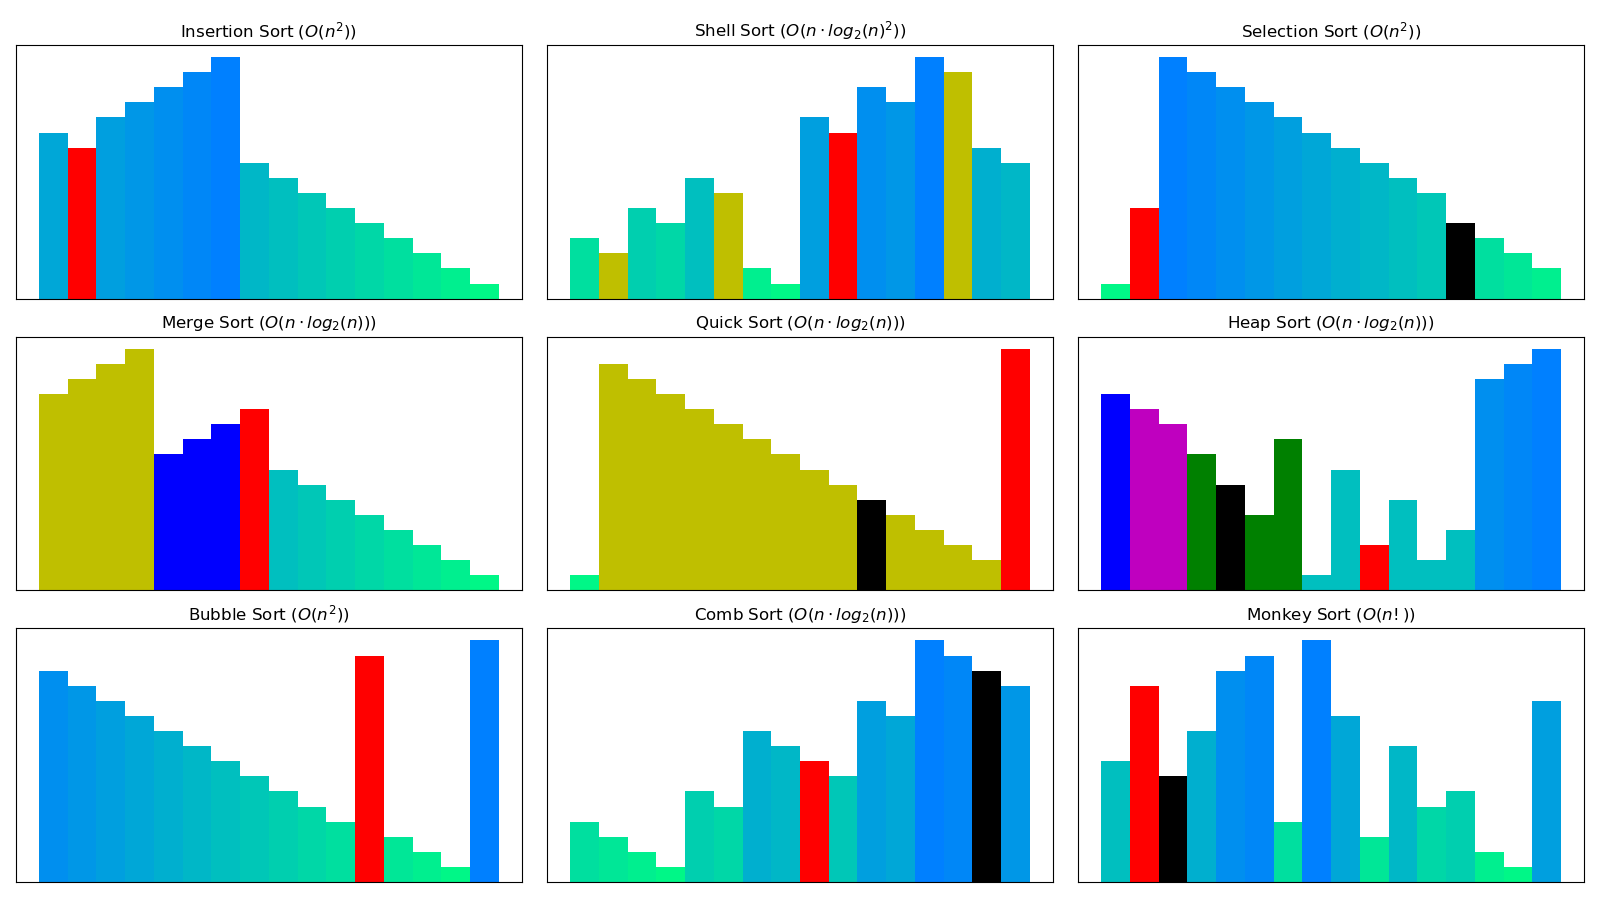 Insertion Sort (O(n²))
Shell Sort (O(n · log₂(n)²))
Selection Sort (O(n²))
Merge Sort (O(n · log₂(n)))
Quick Sort (O(n · log₂(n)))
Heap Sort (O(n · log₂(n)))
Bubble Sort (O(n²))
Comb Sort (O(n · log₂(n)))
Monkey Sort (O(n! ))